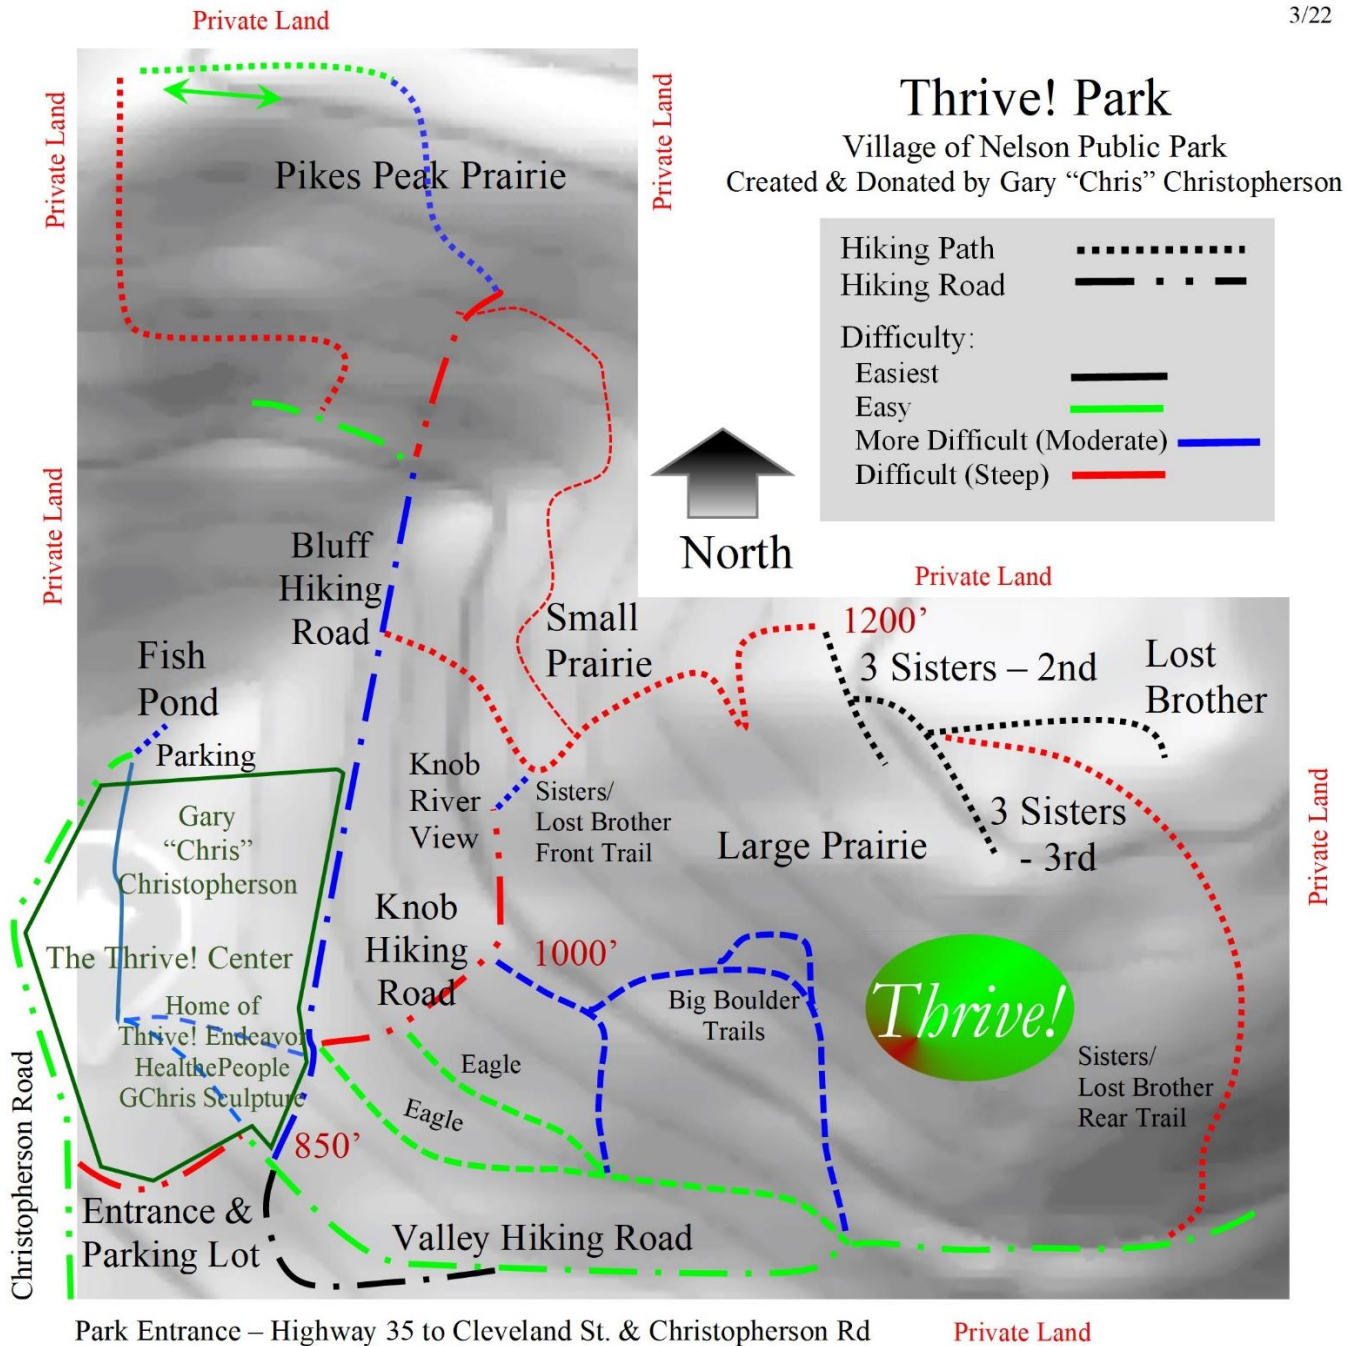 Private Land
3/22
Private Land
Private Land
Thrive! Park
Village of Nelson Public Park
Created & Donated by Gary “Chris” Christopherson
Pikes Peak Prairie
Hiking Path
Hiking Road
Difficulty:
Easiest
Easy
More Difficult (Moderate)
Difficult (Steep)
North
Private Land
Private Land
Bluff
Hiking
Road
Small
Prairie
1200’
3 Sisters – 2nd
Lost
Brother
Fish
Pond
Parking
Knob
River
View
Sisters/
Lost Brother
Front Trail
Large Prairie
3 Sisters
- 3rd
Private Land
Gary
“Chris”
Christopherson
The Thrive! Center
Home of
Thrive! Endeavor
HealthePeople
GChris Sculpture
Knob
Hiking
Road
1000’
Big Boulder
Trails
Thrive!
Sisters/
Lost Brother
Rear Trail
Eagle
Eagle
850’
Christopherson Road
Entrance &
Parking Lot
Valley Hiking Road
Park Entrance – Highway 35 to Cleveland St. & Christopherson Rd
Private Land